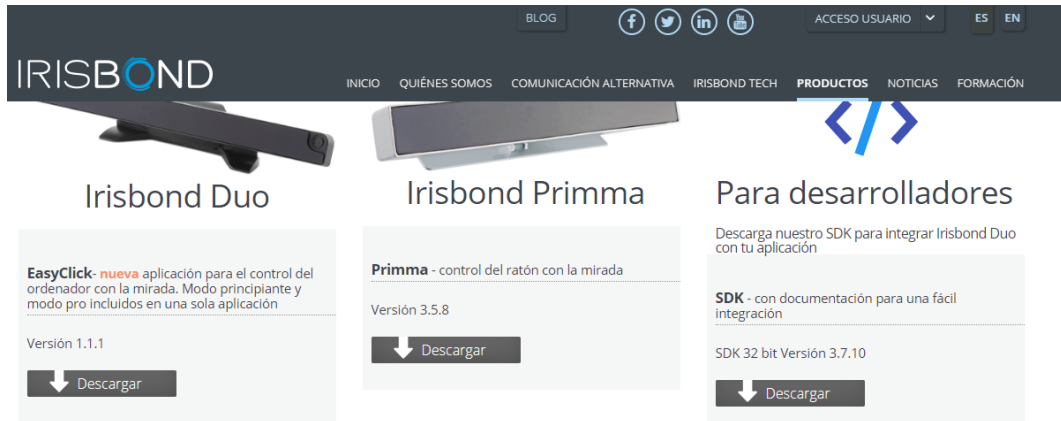 BLOG
ACCESO USUARIO
ES EN
IRISBOND
INICIO QUIÉNES SOMOS COMUNICACIÓN ALTERNATIVA IRISBOND TECH PRODUCTOS NOTICIAS FORMACIÓN
Irisbond Duo
EasyClick- nueva aplicación para el control del
ordenador con la mirada. Modo principiante y
modo pro incluidos en una sola aplicación
Versión 1.1.1
Descargar
Irisbond Primma
Primma - control del ratón con la mirada
Versión 3.5.8
Descargar
Para desarrolladores
Descarga nuestro SDK para integrar Irisbond Duo
con tu aplicación
SDK - con documentación para una fácil
integración
SDK 32 bit Versión 3.7.10
Descargar